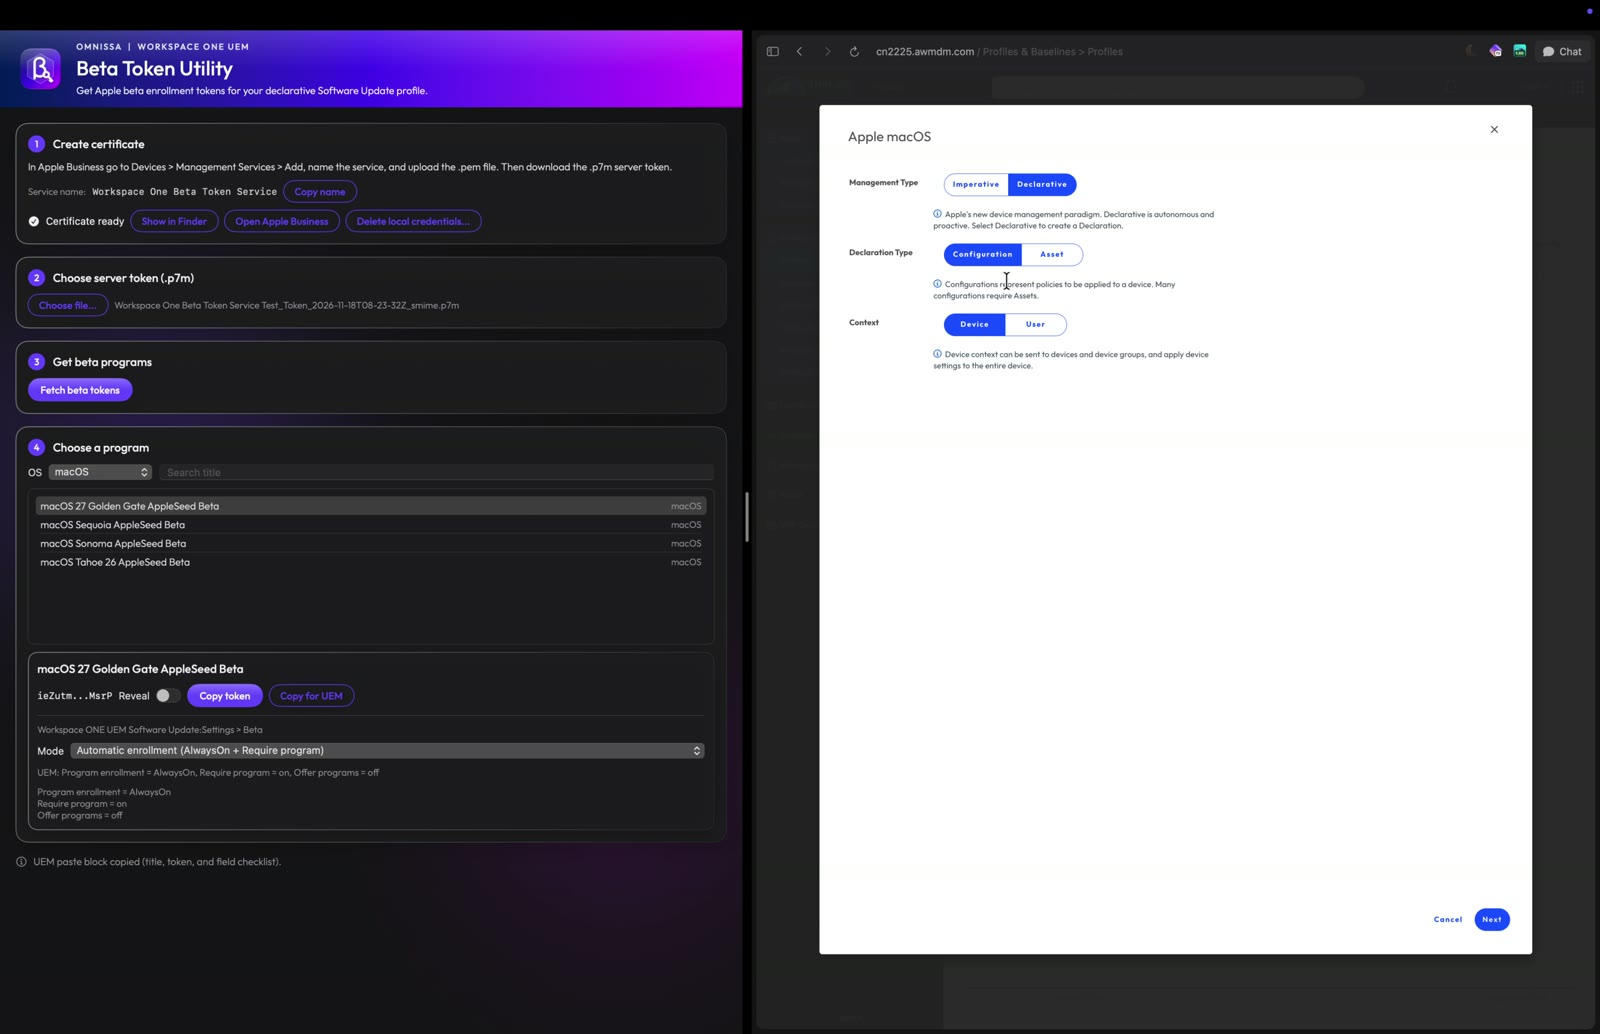 OMNISSA | WORKSPACE ONE UEM
Beta Token Utility
Get Apple beta enrollment tokens for your declarative Software Update profile.
1 Create certificate
In Apple Business go to Devices > Management Services > Add, name the service, and upload the .pem file. Then download the .p7m server token.
Service name: Workspace One Beta Token Service Copy name
Certificate ready Show in Finder Open Apple Business Delete local credentials...
2 Choose server token (.p7m)
Choose file... Workspace One Beta Token Service Test_Token_2026-11-18T08-23-32Z_smime.p7m
3 Get beta programs
Fetch beta tokens
4 Choose a program
OS macOS Search title
macOS 27 Golden Gate AppleSeed Beta macOS
macOS Sequoia AppleSeed Beta macOS
macOS Sonoma AppleSeed Beta macOS
macOS Tahoe 26 AppleSeed Beta macOS
macOS 27 Golden Gate AppleSeed Beta
ieZutm...MsrP Reveal Copy token Copy for UEM
Workspace ONE UEM Software Update:Settings > Beta
Mode Automatic enrollment (AlwaysOn + Require program)
UEM: Program enrollment = AlwaysOn, Require program = on, Offer programs = off
Program enrollment = AlwaysOn
Require program = on
Offer programs = off
UEM paste block copied (title, token, and field checklist).
cn2225.awmdm.com / Profiles & Baselines > Profiles
Chat
Apple macOS
Management Type Imperative Declarative
Apple's new device management paradigm. Declarative is autonomous and
proactive. Select Declarative to create a Declaration.
Declaration Type Configuration Asset
Configurations represent policies to be applied to a device. Many
configurations require Assets.
Context Device User
Device context can be sent to devices and device groups, and apply device
settings to the entire device.
Cancel Next